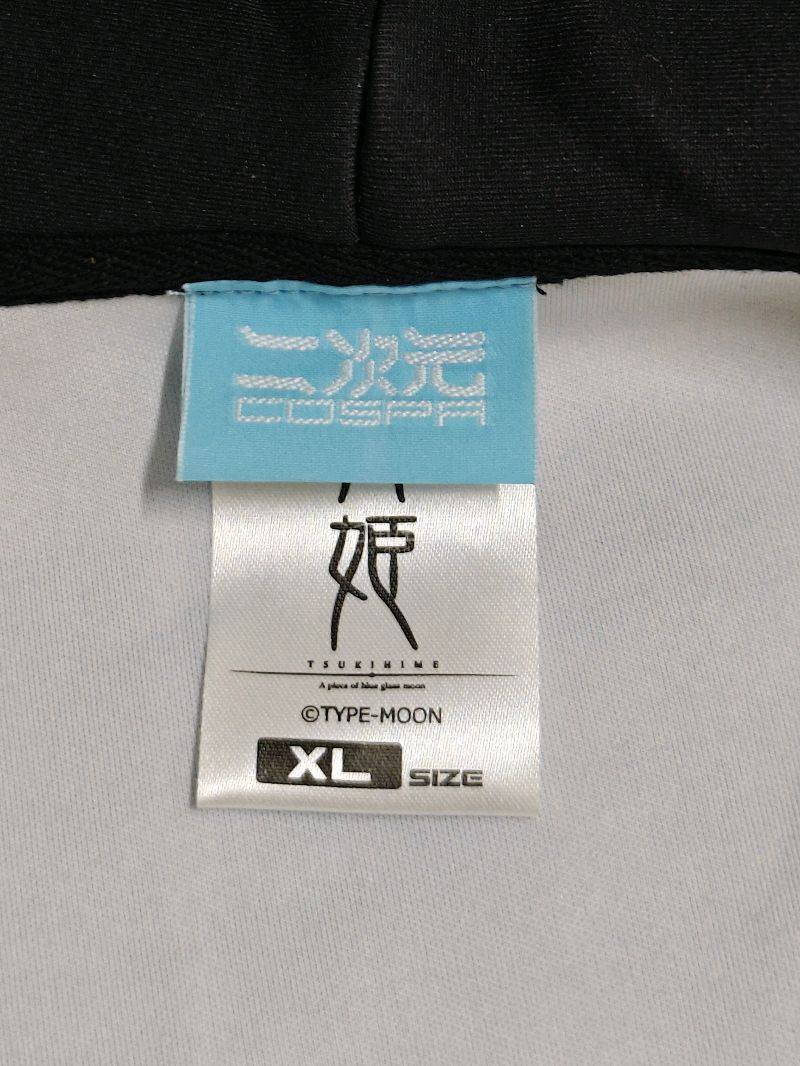 二次元
COSPA
姫
TSUKIHIME
A piece of blue glass moon
©TYPE-MOON
XL SIZE